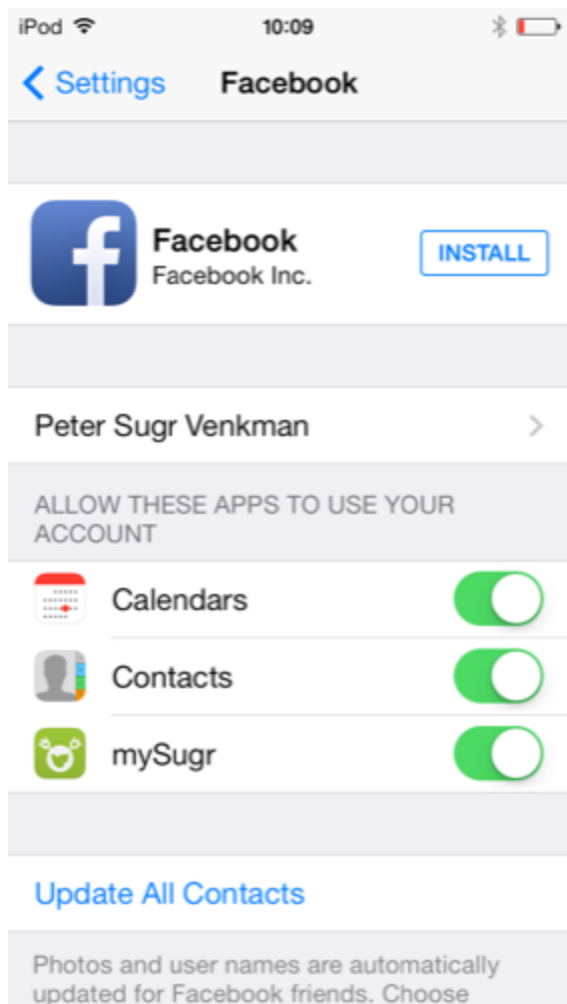 iPod 10:09
Settings Facebook
Facebook
Facebook Inc.
INSTALL
Peter Sugr Venkman
ALLOW THESE APPS TO USE YOUR
ACCOUNT
Calendars
Contacts
mySugr
Update All Contacts
Photos and user names are automatically
updated for Facebook friends. Choose